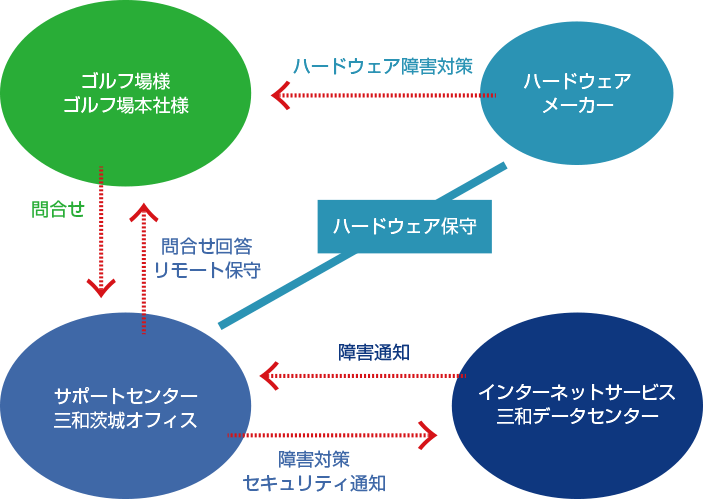 ゴルフ場様
ゴルフ場本社様
ハードウェア障害対策
ハードウェア
メーカー
問合せ
問合せ回答
リモート保守
ハードウェア保守
サポートセンター
三和茨城オフィス
障害通知
インターネットサービス
三和データセンター
障害対策
セキュリティ通知